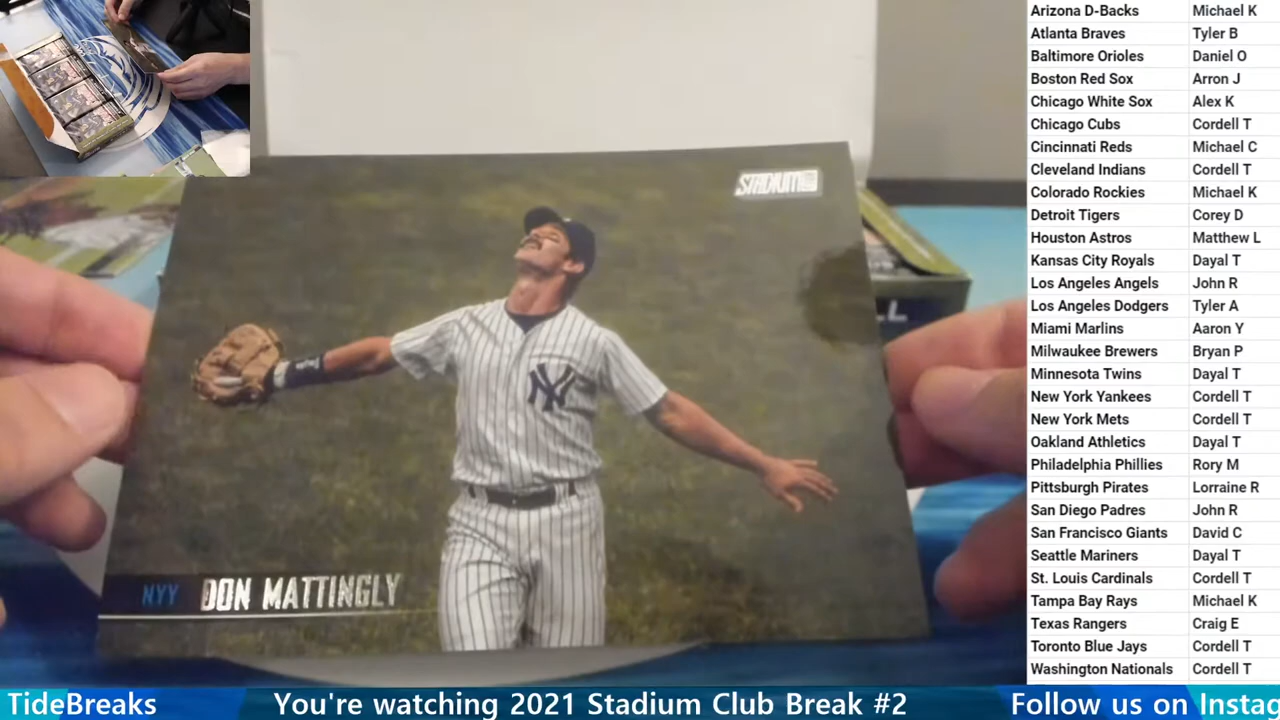 STADIUM
NY
NYY DON MATTINGLY
LL
Arizona D-Backs Michael K
Atlanta Braves Tyler B
Baltimore Orioles Daniel O
Boston Red Sox Arron J
Chicago White Sox Alex K
Chicago Cubs Cordell T
Cincinnati Reds Michael C
Cleveland Indians Cordell T
Colorado Rockies Michael K
Detroit Tigers Corey D
Houston Astros Matthew L
Kansas City Royals Dayal T
Los Angeles Angels John R
Los Angeles Dodgers Tyler A
Miami Marlins Aaron Y
Milwaukee Brewers Bryan P
Minnesota Twins Dayal T
New York Yankees Cordell T
New York Mets Cordell T
Oakland Athletics Dayal T
Philadelphia Phillies Rory M
Pittsburgh Pirates Lorraine R
San Diego Padres John R
San Francisco Giants David C
Seattle Mariners Dayal T
St. Louis Cardinals Cordell T
Tampa Bay Rays Michael K
Texas Rangers Craig E
Toronto Blue Jays Cordell T
Washington Nationals Cordell T
TideBreaks You're watching 2021 Stadium Club Break #2 Follow us on Instag